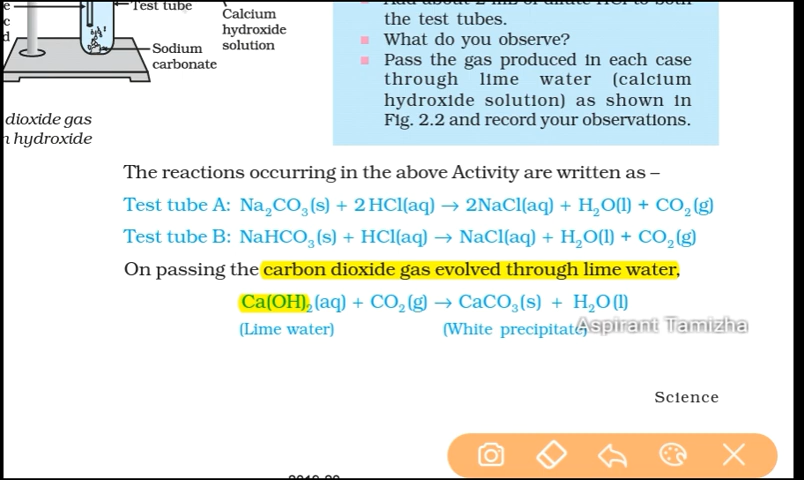 Test tube
Calcium
hydroxide
solution
Sodium
carbonate
dioxide gas
hydroxide
the test tubes.
What do you observe?
Pass the gas produced in each case
through lime water (calcium
hydroxide solution) as shown in
Fig. 2.2 and record your observations.
The reactions occurring in the above Activity are written as –
Test tube A: Na₂CO₃(s) + 2 HCl(aq) → 2NaCl(aq) + H₂O(l) + CO₂(g)
Test tube B: NaHCO₃(s) + HCl(aq) → NaCl(aq) + H₂O(l) + CO₂(g)
On passing the carbon dioxide gas evolved through lime water,
Ca(OH)₂(aq) + CO₂(g) → CaCO₃(s) + H₂O(l)
(Lime water) (White precipitate)
Aspirant Tamizha
Science